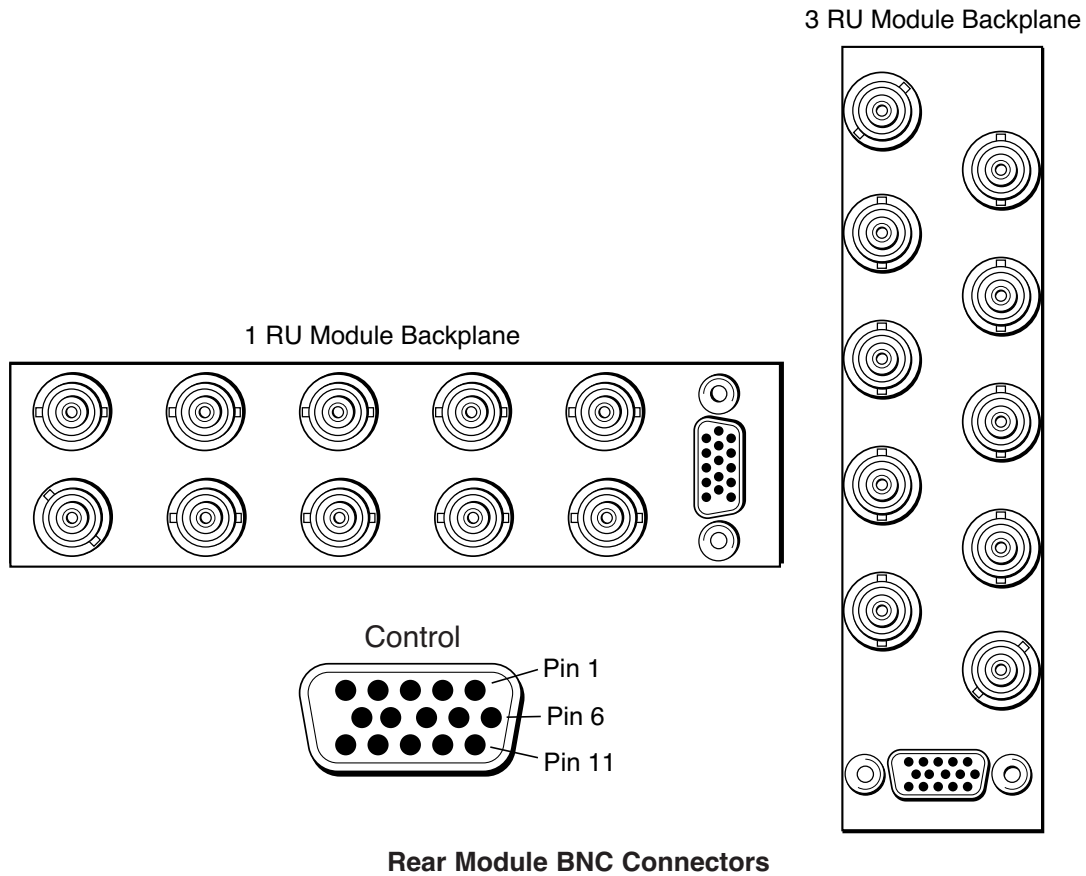 3 RU Module Backplane
1 RU Module Backplane
Control
Pin 1
Pin 6
Pin 11
Rear Module BNC Connectors